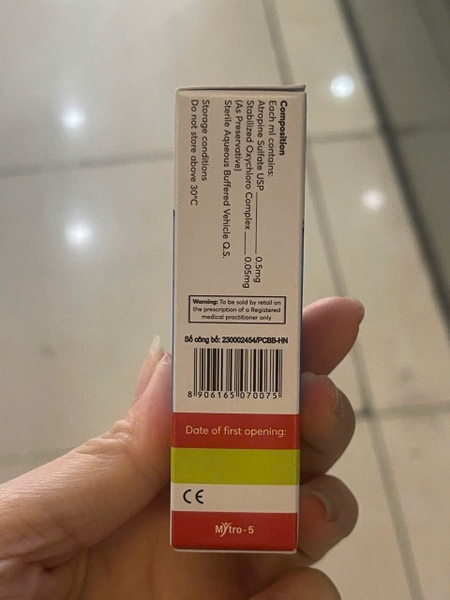 Composition
Each ml contains:
Atropine Sulfate USP ________ 0.5mg
Stabilized Oxychloro Complex ____ 0.05mg
(As Preservative)
Sterile Aqueous Buffered Vehicle Q.S.
Storage conditions
Do not store above 30°C
Warning: To be sold by retail on
the prescription of a Registered
medical practitioner only
Số công bố: 230002454/PCBB-HN
8 906165 070075
Date of first opening:
CE
Mytro-5